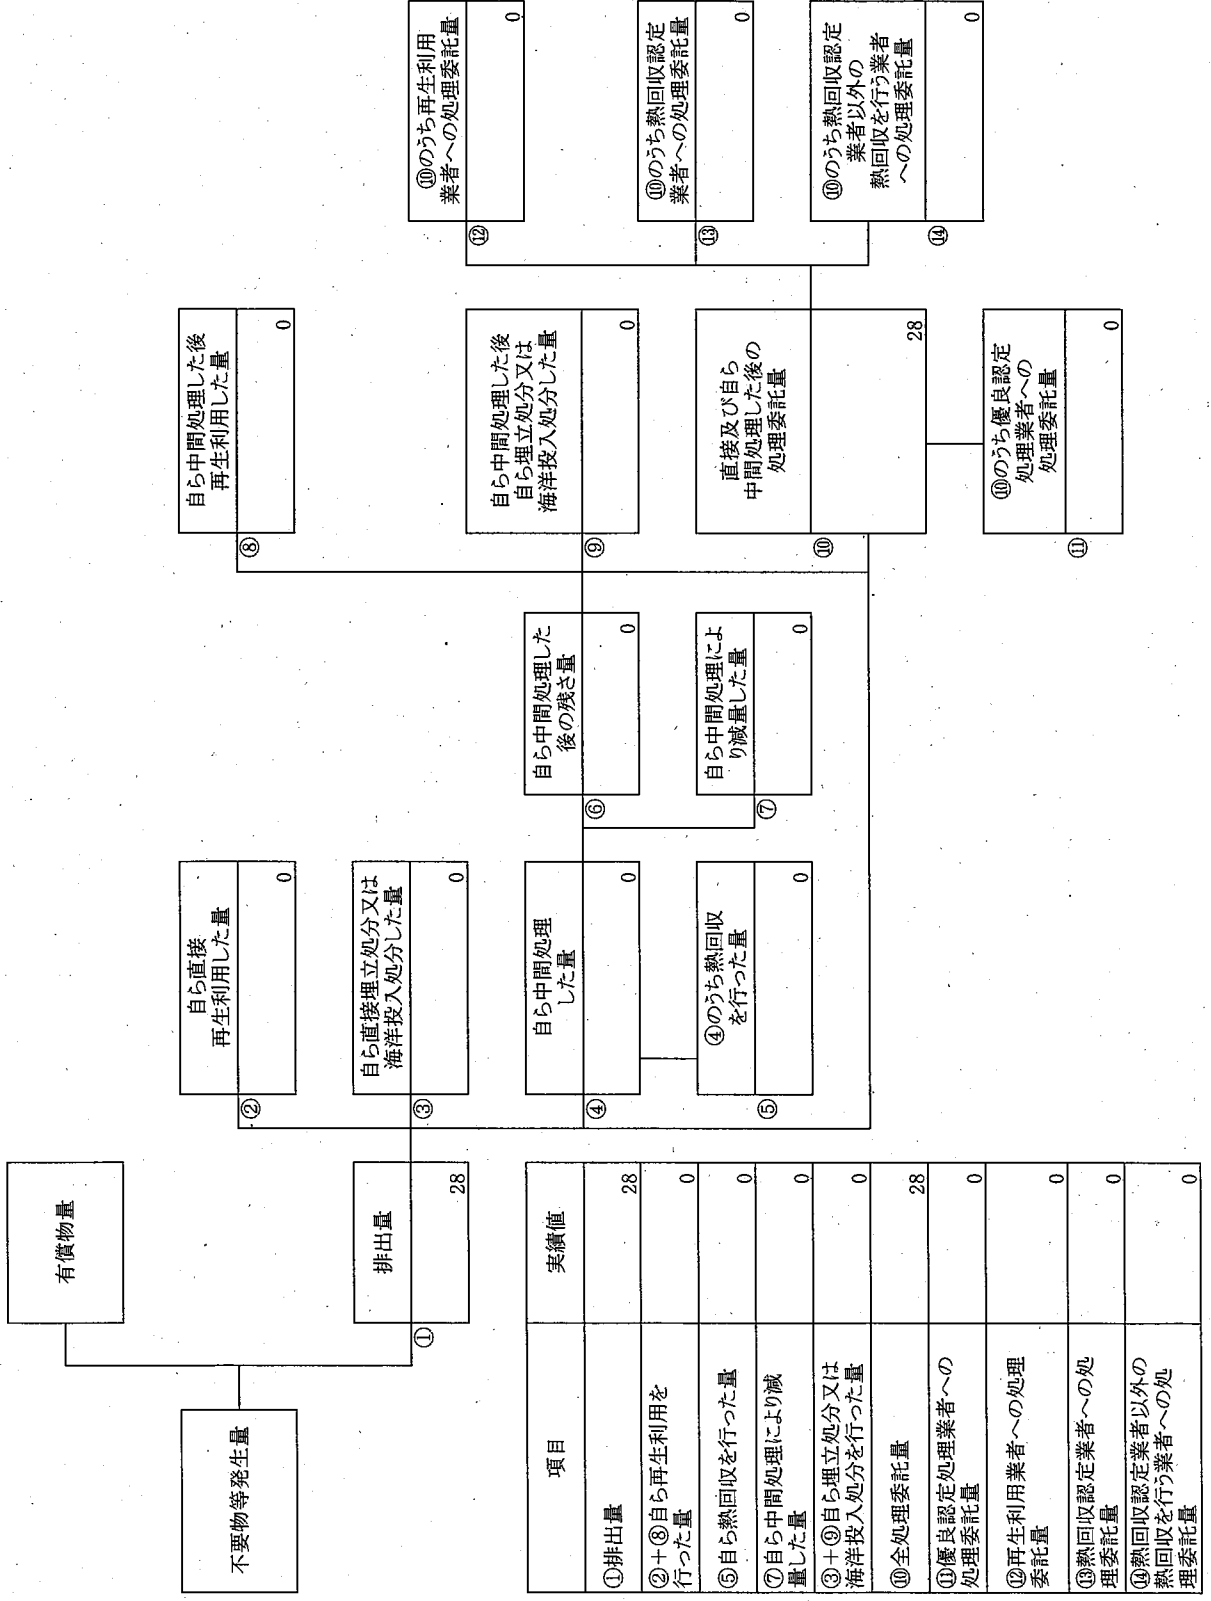 不要物等発生量
有償物量
排出量
①
28
自ら直接
再生利用した量
②
0
自ら直接埋立処分又は
海洋投入処分した量
③
0
自ら中間処理
した量
④
0
④のうち熱回収
を行った量
⑤
0
自ら中間処理した
後の残さ量
⑥
0
自ら中間処理によ
り減量した量
⑦
0
自ら中間処理した後
再生利用した量
⑧
0
自ら中間処理した後
自ら埋立処分又は
海洋投入処分した量
⑨
0
直接及び自ら
中間処理した後の
処理委託量
⑩
28
⑩のうち優良認定
処理業者への
処理委託量
⑪
0
⑩のうち再生利用
業者への処理委託量
⑫
0
⑩のうち熱回収認定
業者への処理委託量
⑬
0
⑩のうち熱回収認定
業者以外の
熱回収を行う業者
への処理委託量
⑭
0
項目 実績値
①排出量 28
②+⑧自ら再生利用を
行った量 0
⑤自ら熱回収を行った量 0
⑦自ら中間処理により減
量した量 0
③+⑨自ら埋立処分又は
海洋投入処分を行った量 0
⑩全処理委託量 28
⑪優良認定処理業者への
処理委託量 0
⑫再生利用業者への処理
委託量 0
⑬熱回収認定業者への処
理委託量 0
⑭熱回収認定業者以外の
熱回収を行う業者への処
理委託量 0